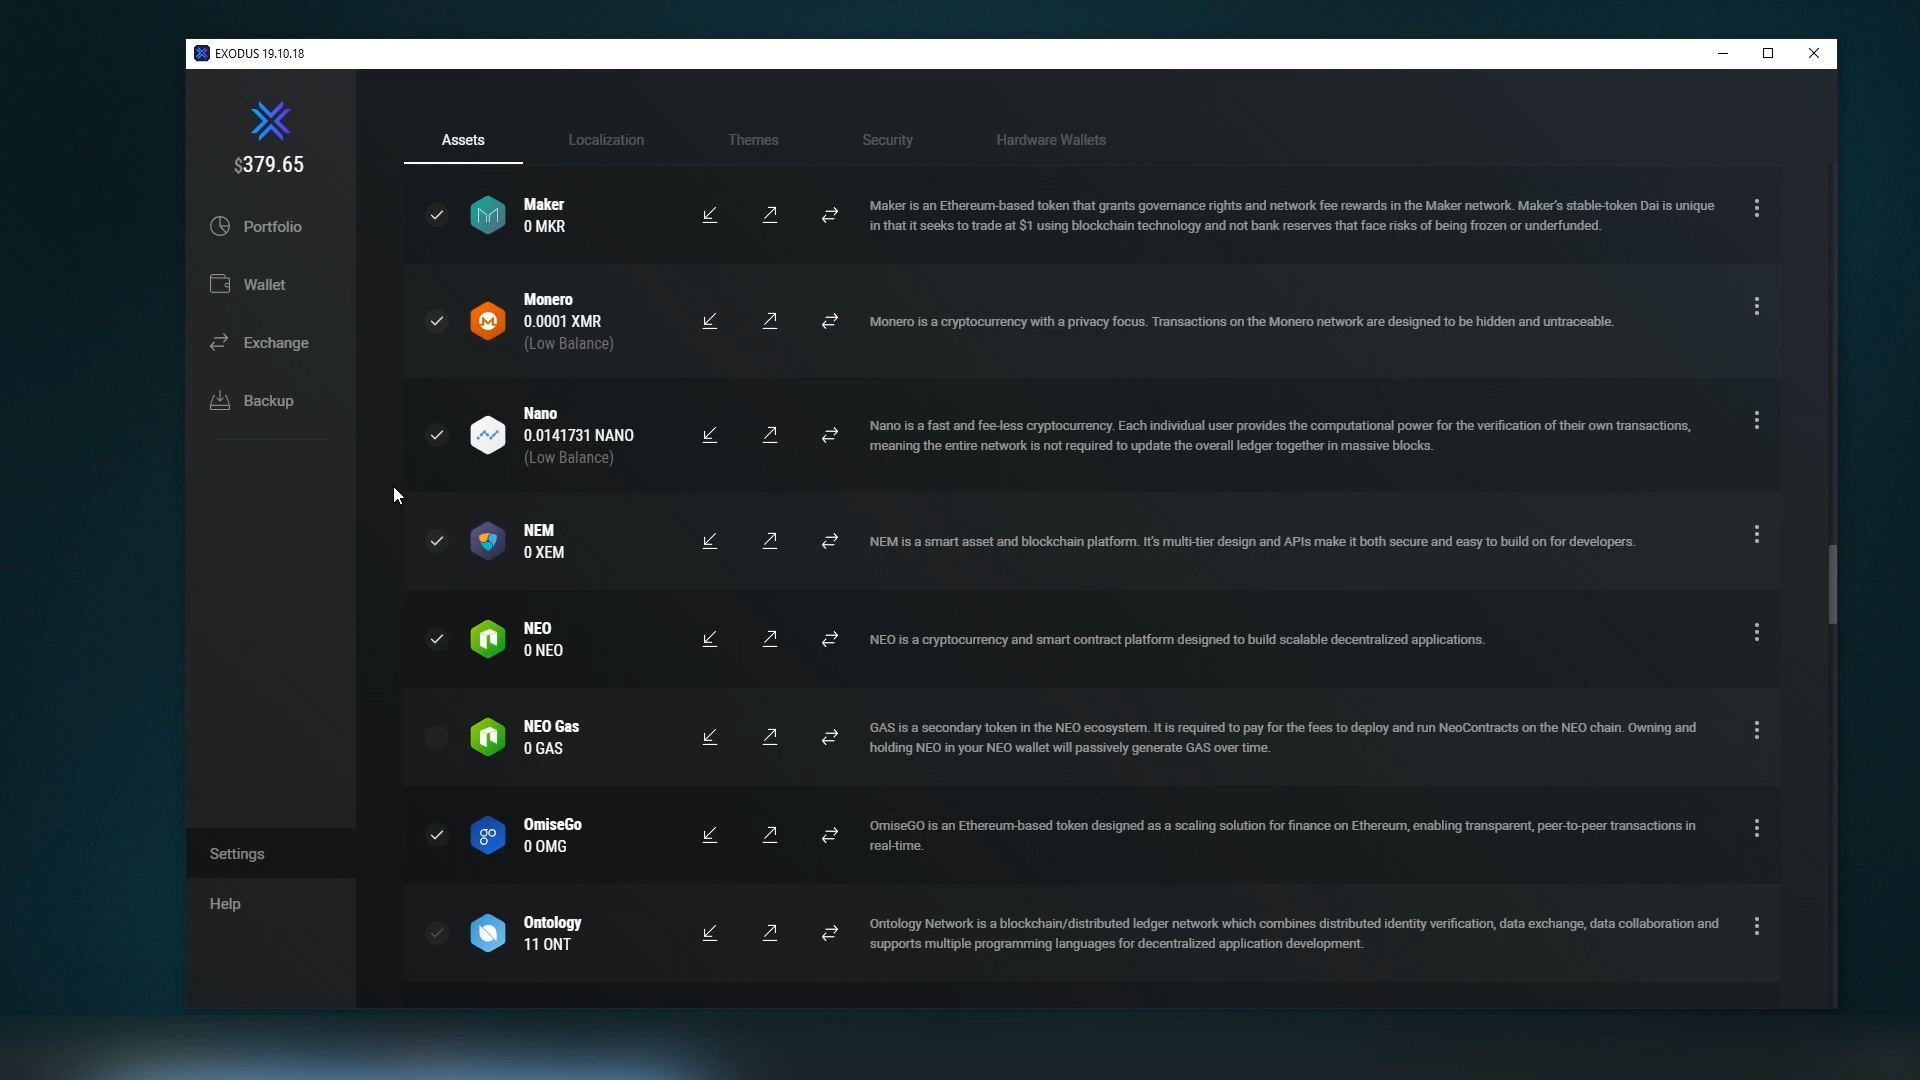 EXODUS 19.10.18
$379.65
Portfolio
Wallet
Exchange
Backup
Settings
Help
Assets
Localization
Themes
Security
Hardware Wallets
Maker
0 MKR
Maker is an Ethereum-based token that grants governance rights and network fee rewards in the Maker network. Maker's stable-token Dai is unique
in that it seeks to trade at $1 using blockchain technology and not bank reserves that face risks of being frozen or underfunded.
Monero
0.0001 XMR
(Low Balance)
Monero is a cryptocurrency with a privacy focus. Transactions on the Monero network are designed to be hidden and untraceable.
Nano
0.0141731 NANO
(Low Balance)
Nano is a fast and fee-less cryptocurrency. Each individual user provides the computational power for the verification of their own transactions,
meaning the entire network is not required to update the overall ledger together in massive blocks.
NEM
0 XEM
NEM is a smart asset and blockchain platform. It's multi-tier design and APIs make it both secure and easy to build on for developers.
NEO
0 NEO
NEO is a cryptocurrency and smart contract platform designed to build scalable decentralized applications.
NEO Gas
0 GAS
GAS is a secondary token in the NEO ecosystem. It is required to pay for the fees to deploy and run NeoContracts on the NEO chain. Owning and
holding NEO in your NEO wallet will passively generate GAS over time.
OmiseGo
0 OMG
OmiseGO is an Ethereum-based token designed as a scaling solution for finance on Ethereum, enabling transparent, peer-to-peer transactions in
real-time.
Ontology
11 ONT
Ontology Network is a blockchain/distributed ledger network which combines distributed identity verification, data exchange, data collaboration and
supports multiple programming languages for decentralized application development.